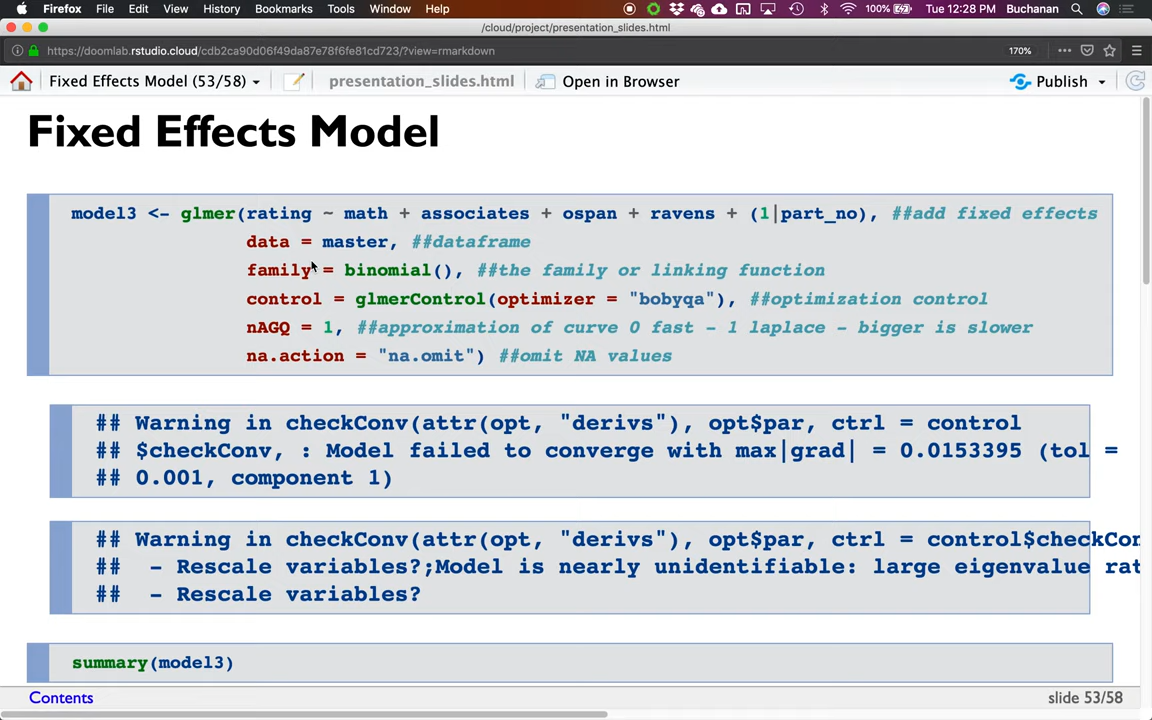 Firefox File Edit View History Bookmarks Tools Window Help 100% Tue 12:28 PM Buchanan
/cloud/project/presentation_slides.html
https://doomlab.rstudio.cloud/cdb2ca90d06f49da87e78f6fe81cd723/?view=rmarkdown 170%
Fixed Effects Model (53/58) presentation_slides.html Open in Browser Publish
Fixed Effects Model
model3 <- glmer(rating ~ math + associates + ospan + ravens + (1|part_no), ##add fixed effects
data = master, ##dataframe
family = binomial(), ##the family or linking function
control = glmerControl(optimizer = "bobyqa"), ##optimization control
nAGQ = 1, ##approximation of curve 0 fast - 1 laplace - bigger is slower
na.action = "na.omit") ##omit NA values
## Warning in checkConv(attr(opt, "derivs"), opt$par, ctrl = control
## $checkConv, : Model failed to converge with max|grad| = 0.0153395 (tol =
## 0.001, component 1)
## Warning in checkConv(attr(opt, "derivs"), opt$par, ctrl = control$checkCon
## - Rescale variables?;Model is nearly unidentifiable: large eigenvalue rat
## - Rescale variables?
summary(model3)
Contents slide 53/58